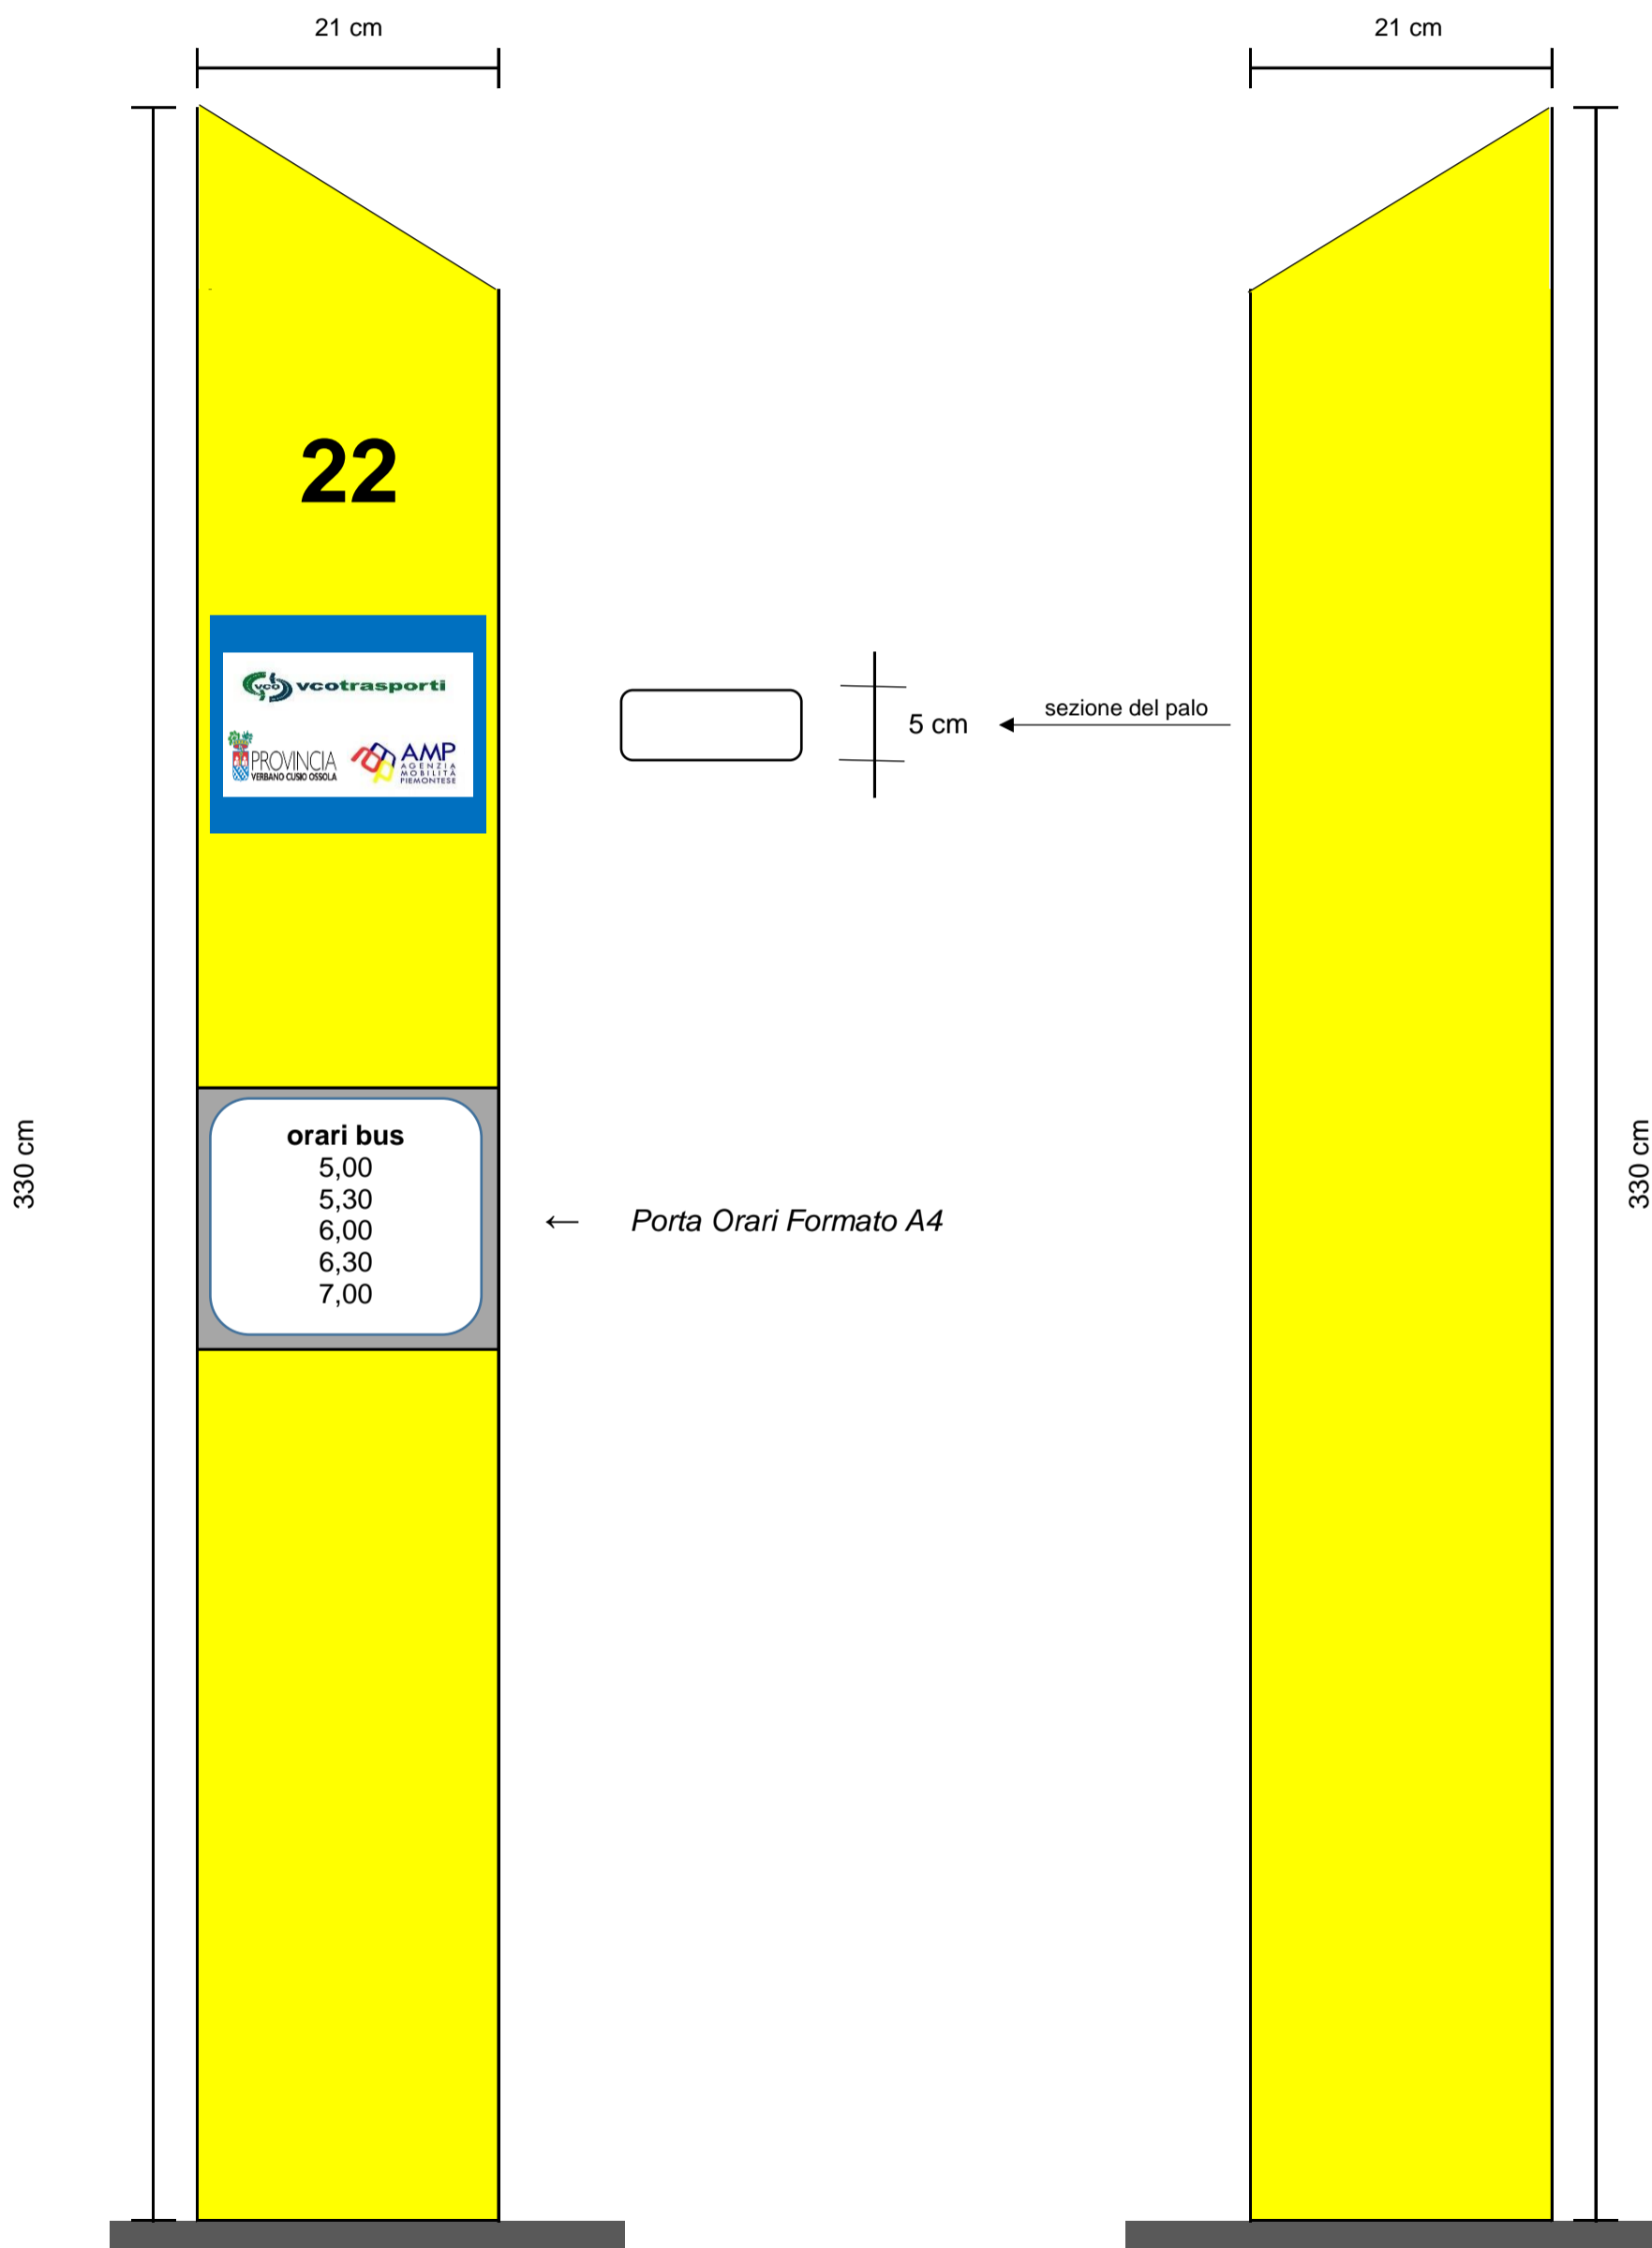 21 cm
21 cm
22
vco vcotrasporti
PROVINCIA
VERBANO CUSIO OSSOLA
AMP
AGENZIA
MOBILITÀ
PIEMONTESE
5 cm
sezione del palo
330 cm
330 cm
orari bus
5,00
5,30
6,00
6,30
7,00
← Porta Orari Formato A4